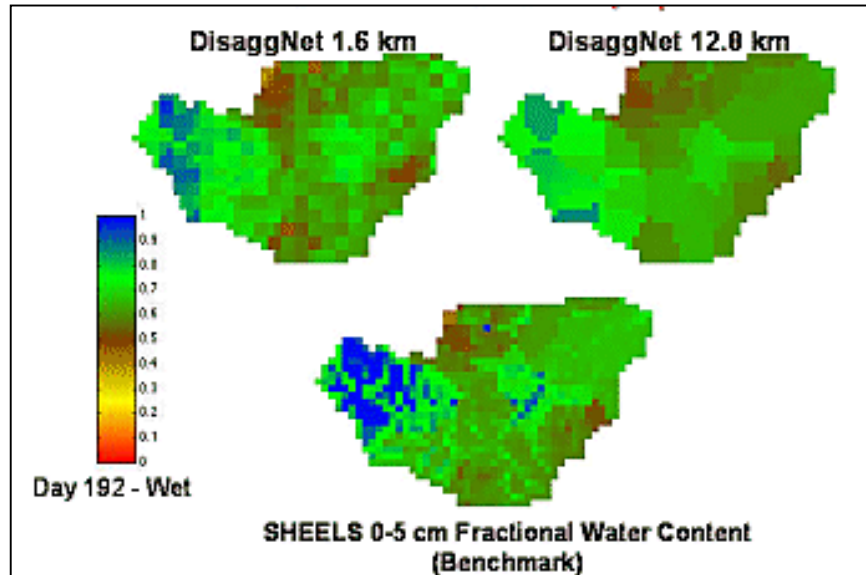 DisaggNet 1.6 km
DisaggNet 12.0 km
1
0.9
0.8
0.7
0.6
0.5
0.4
0.3
0.2
0.1
0
Day 192 - Wet
SHEELS 0-5 cm Fractional Water Content
(Benchmark)